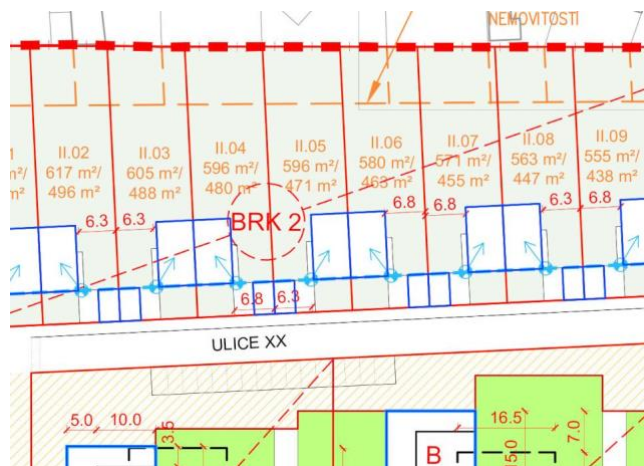 NEMOVITOSTÍ
II.02
617 m²/
496 m²
II.03
605 m²/
488 m²
II.04
596 m²/
480 m²
II.05
596 m²/
471 m²
II.06
580 m²/
463 m²
II.07
571 m²/
455 m²
II.08
563 m²/
447 m²
II.09
555 m²/
438 m²
m²/
m²
6.3
6.3
BRK 2
6.8
6.8
6.3
6.8
6.8
6.3
ULICE XX
5.0
10.0
3.5
16.5
7.0
5.0
B